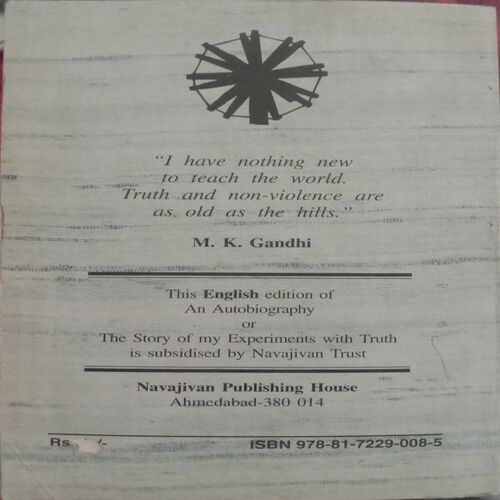 "I have nothing new
to teach the world.
Truth and non-violence are
as old as the hills."
M. K. Gandhi
This English edition of
An Autobiography
or
The Story of my Experiments with Truth
is subsidised by Navajivan Trust
Navajivan Publishing House
Ahmedabad-380 014
Rs /-
ISBN 978-81-7229-008-5